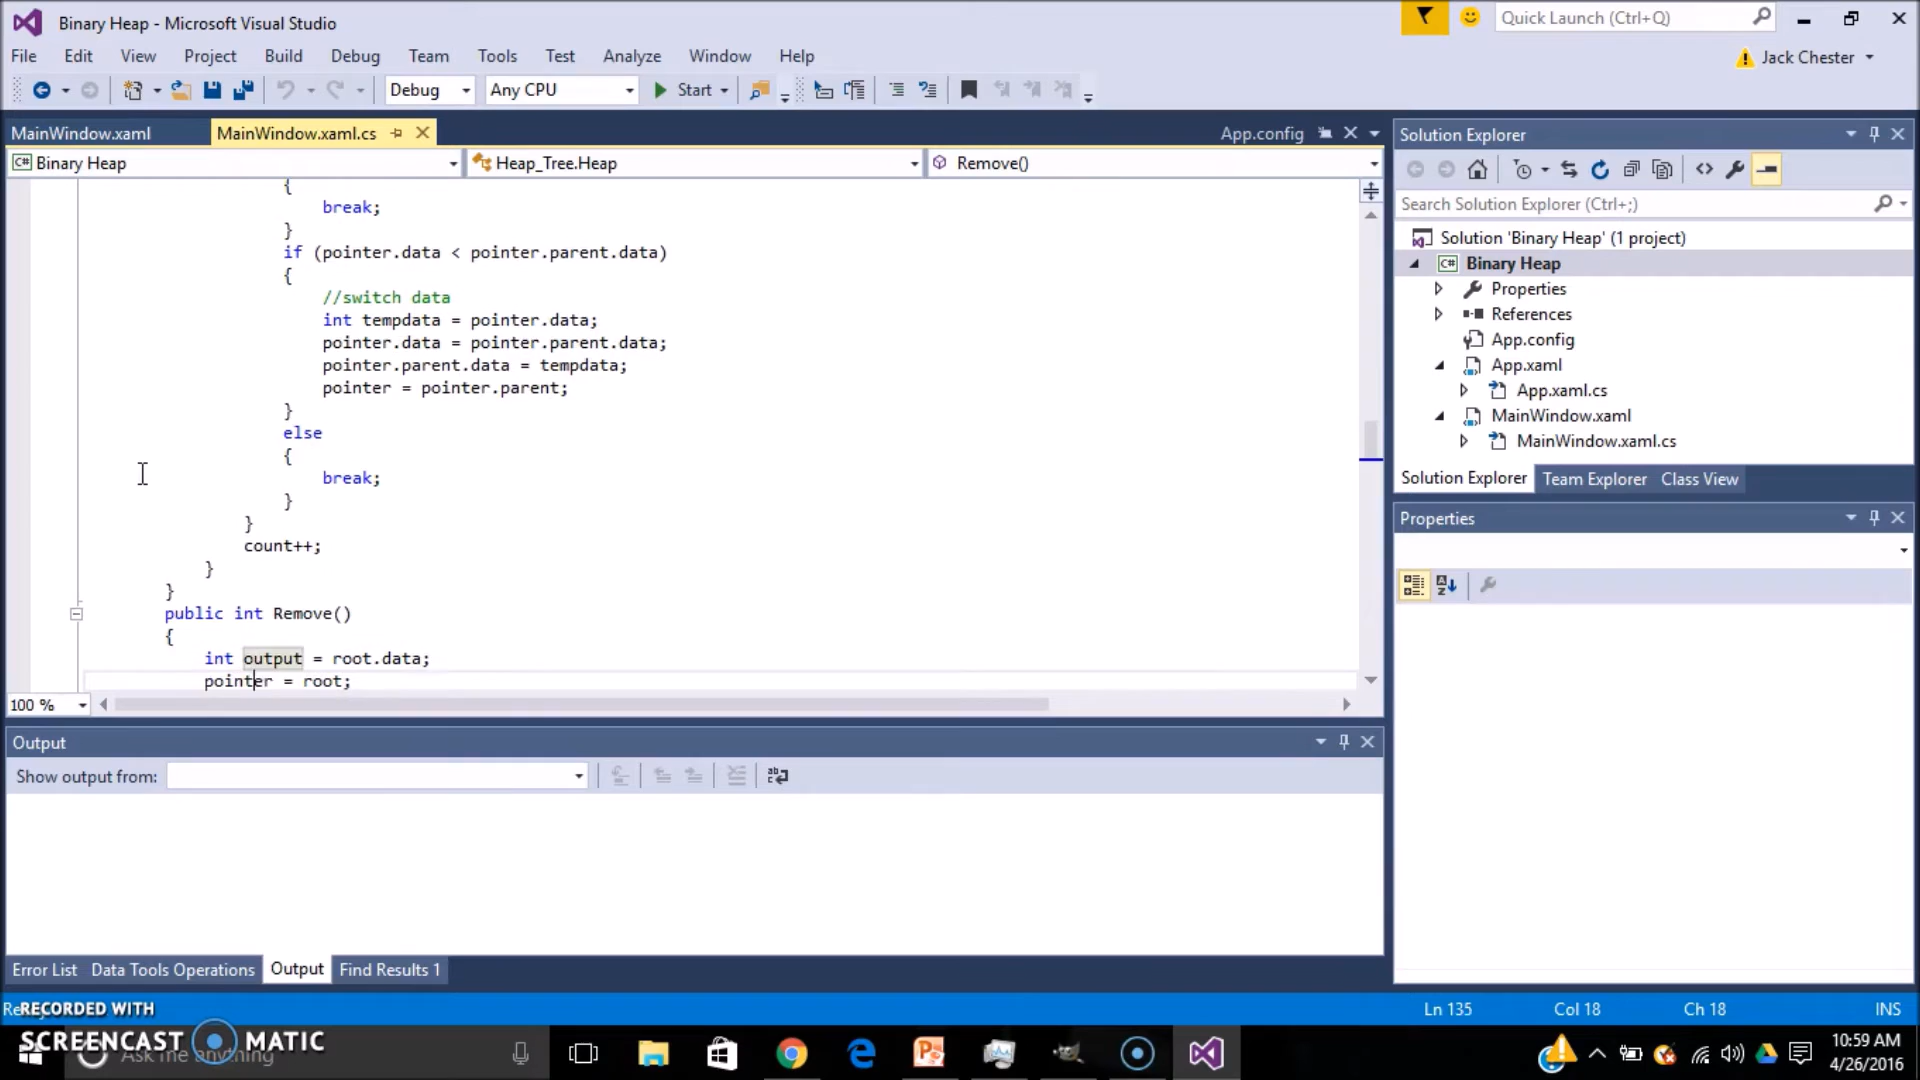 Binary Heap - Microsoft Visual Studio
Quick Launch (Ctrl+Q)
File Edit View Project Build Debug Team Tools Test Analyze Window Help
Jack Chester
Debug Any CPU Start
MainWindow.xaml MainWindow.xaml.cs App.config
Binary Heap Heap_Tree.Heap Remove()
{
break;
}
if (pointer.data < pointer.parent.data)
{
//switch data
int tempdata = pointer.data;
pointer.data = pointer.parent.data;
pointer.parent.data = tempdata;
pointer = pointer.parent;
}
else
{
break;
}
}
count++;
}
}
public int Remove()
{
int output = root.data;
pointer = root;
100 %
Output
Show output from:
Error List Data Tools Operations Output Find Results 1
Solution Explorer
Search Solution Explorer (Ctrl+;)
Solution 'Binary Heap' (1 project)
C# Binary Heap
Properties
References
App.config
App.xaml
App.xaml.cs
MainWindow.xaml
MainWindow.xaml.cs
Solution Explorer Team Explorer Class View
Properties
Ln 135 Col 18 Ch 18 INS
RECORDED WITH
SCREENCAST MATIC
Ask me anything
10:59 AM
4/26/2016